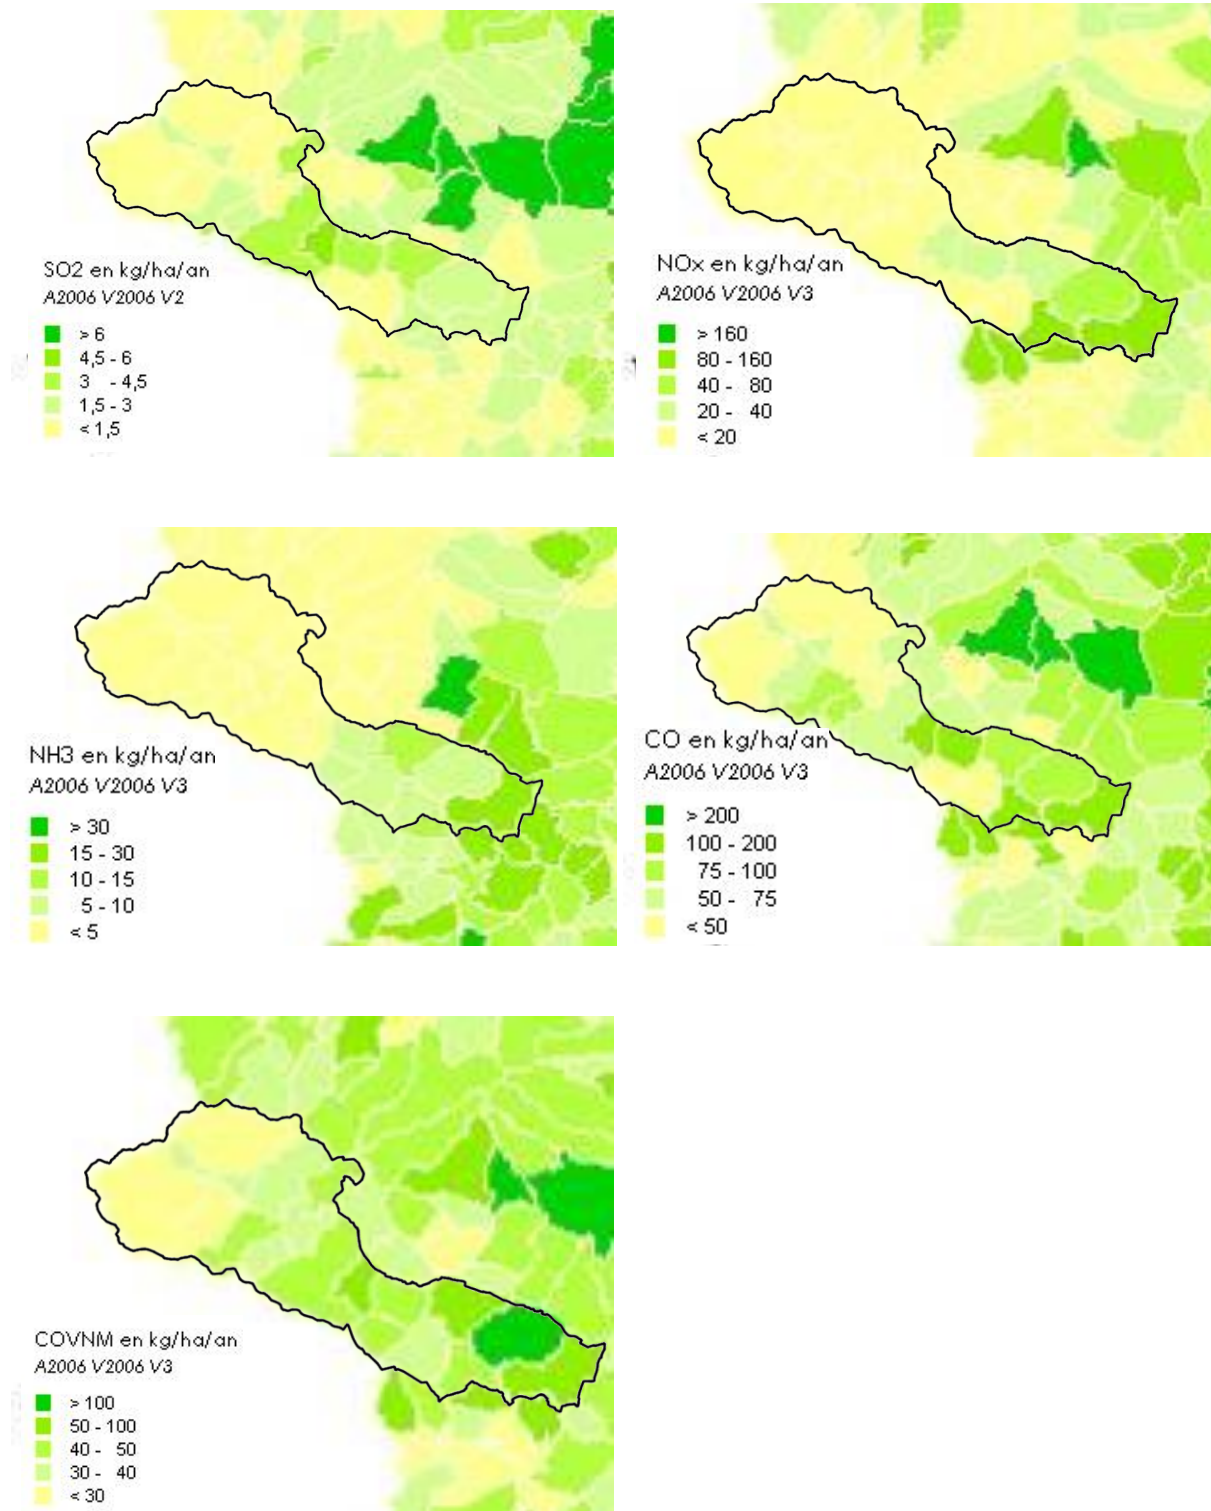 SO2 en kg/ha/an
A2006 V2006 V2
> 6
4,5 - 6
3 - 4,5
1,5 - 3
< 1,5
NOx en kg/ha/an
A2006 V2006 V3
> 160
80 - 160
40 - 80
20 - 40
< 20
NH3 en kg/ha/an
A2006 V2006 V3
> 30
15 - 30
10 - 15
5 - 10
< 5
CO en kg/ha/an
A2006 V2006 V3
> 200
100 - 200
75 - 100
50 - 75
< 50
COVNM en kg/ha/an
A2006 V2006 V3
> 100
50 - 100
40 - 50
30 - 40
< 30